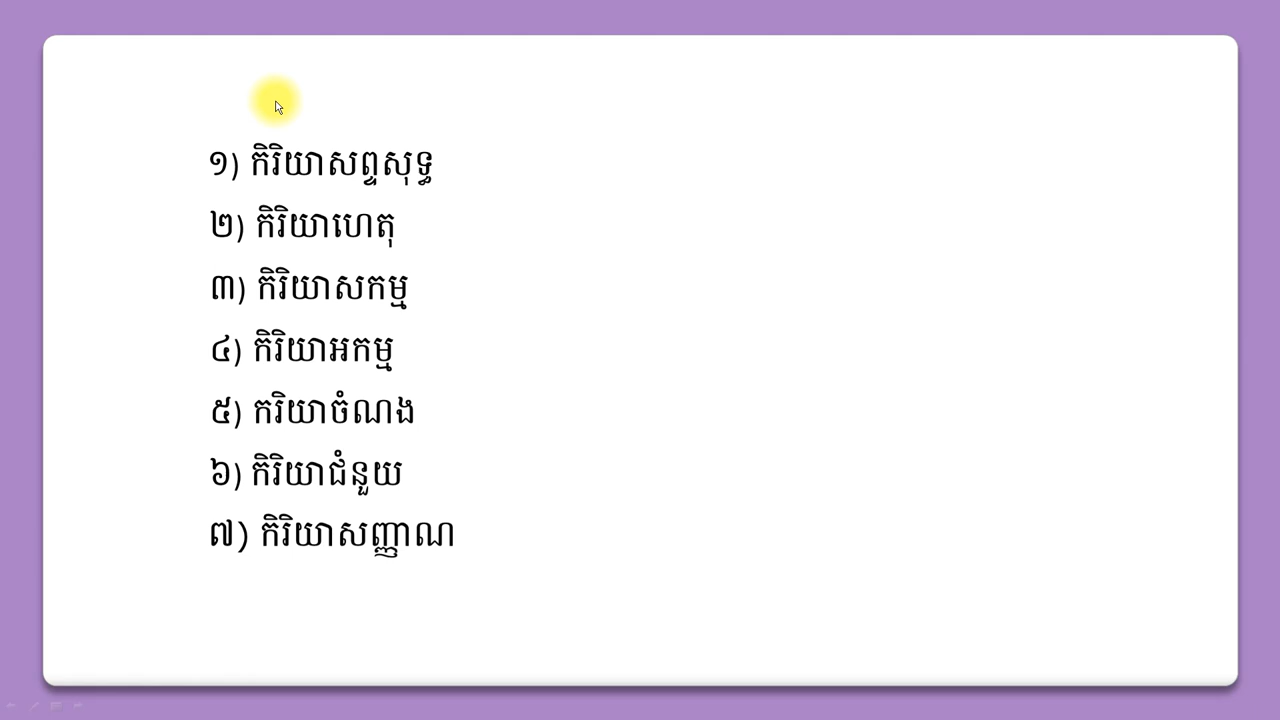 ១) កិរិយាសព្ទសុទ្ធ
២) កិរិយាហេតុ
៣) កិរិយាសកម្ម
៤) កិរិយាអកម្ម
៥) ករិយាចំណង
៦) កិរិយាជំនួយ
៧) កិរិយាសញ្ញាណ